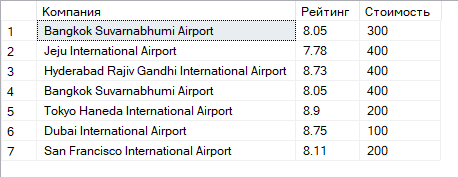 Компания Рейтинг Стоимость
1 Bangkok Suvarnabhumi Airport 8.05 300
2 Jeju International Airport 7.78 400
3 Hyderabad Rajiv Gandhi International Airport 8.73 400
4 Bangkok Suvarnabhumi Airport 8.05 400
5 Tokyo Haneda International Airport 8.9 200
6 Dubai International Airport 8.75 100
7 San Francisco International Airport 8.11 200